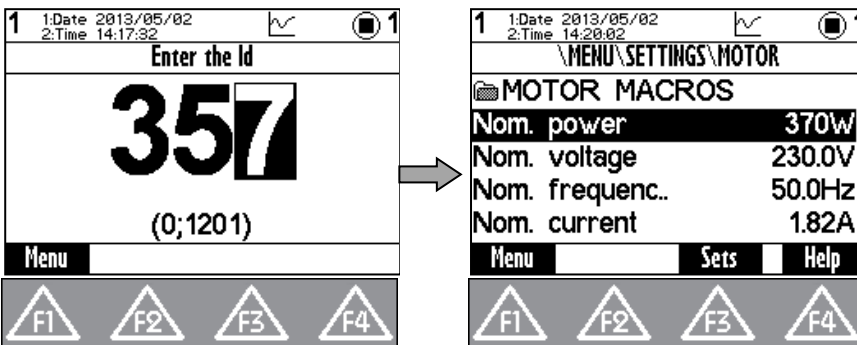 1 1:Date 2013/05/02 1
2:Time 14:17:32
Enter the Id
357
(0;1201)
Menu
F1 F2 F3 F4
1 1:Date 2013/05/02
2:Time 14:20:02
\MENU\SETTINGS\MOTOR
MOTOR MACROS
Nom. power 370W
Nom. voltage 230.0V
Nom. frequenc.. 50.0Hz
Nom. current 1.82A
Menu Sets Help
F1 F2 F3 F4